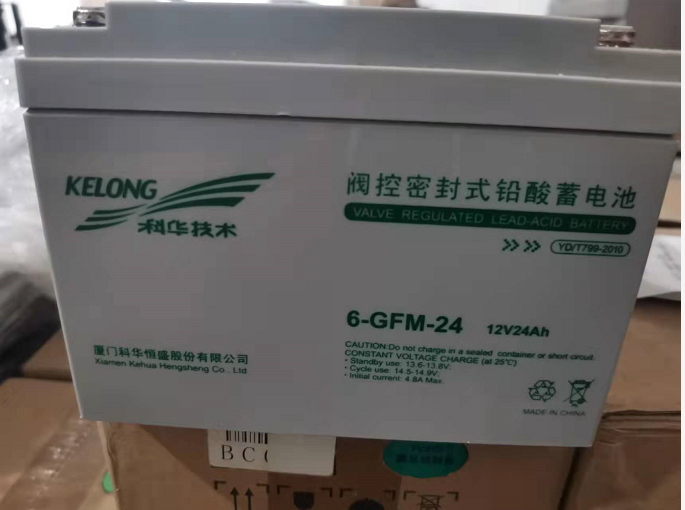 KELONG
科华技术
阀控密封式铅酸蓄电池
VALVE REGULATED LEAD-ACID BATTERY
YD/T799-2010
6-GFM-24 12V24Ah
CAUTION:Do not charge in a sealed container or short circuit.
CONSTANT VOLTAGE CHARGE (at 25℃)
· Standby use: 13.6-13.8V.
· Cycle use: 14.5-14.9V.
· Initial current: 4.8A Max.
厦门科华恒盛股份有限公司
Xiamen Kehua Hengsheng Co., Ltd
Pb
MADE IN CHINA
BC